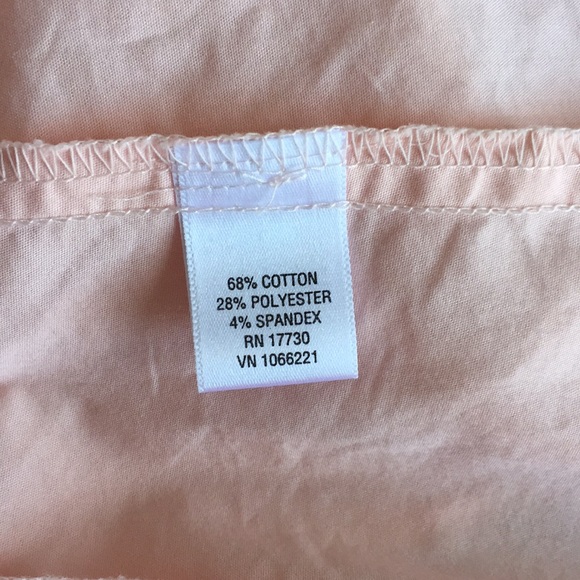 68% COTTON
28% POLYESTER
4% SPANDEX
RN 17730
VN 1066221